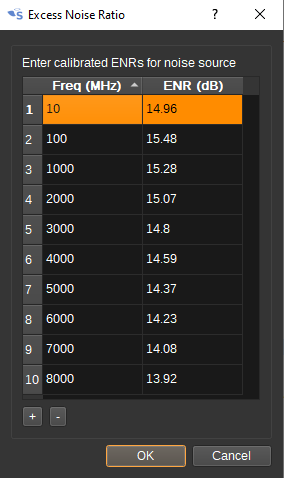 Excess Noise Ratio ? ×
Enter calibrated ENRs for noise source
Freq (MHz) ENR (dB)
1 10 14.96
2 100 15.48
3 1000 15.28
4 2000 15.07
5 3000 14.8
6 4000 14.59
7 5000 14.37
8 6000 14.23
9 7000 14.08
10 8000 13.92
+ -
OK Cancel